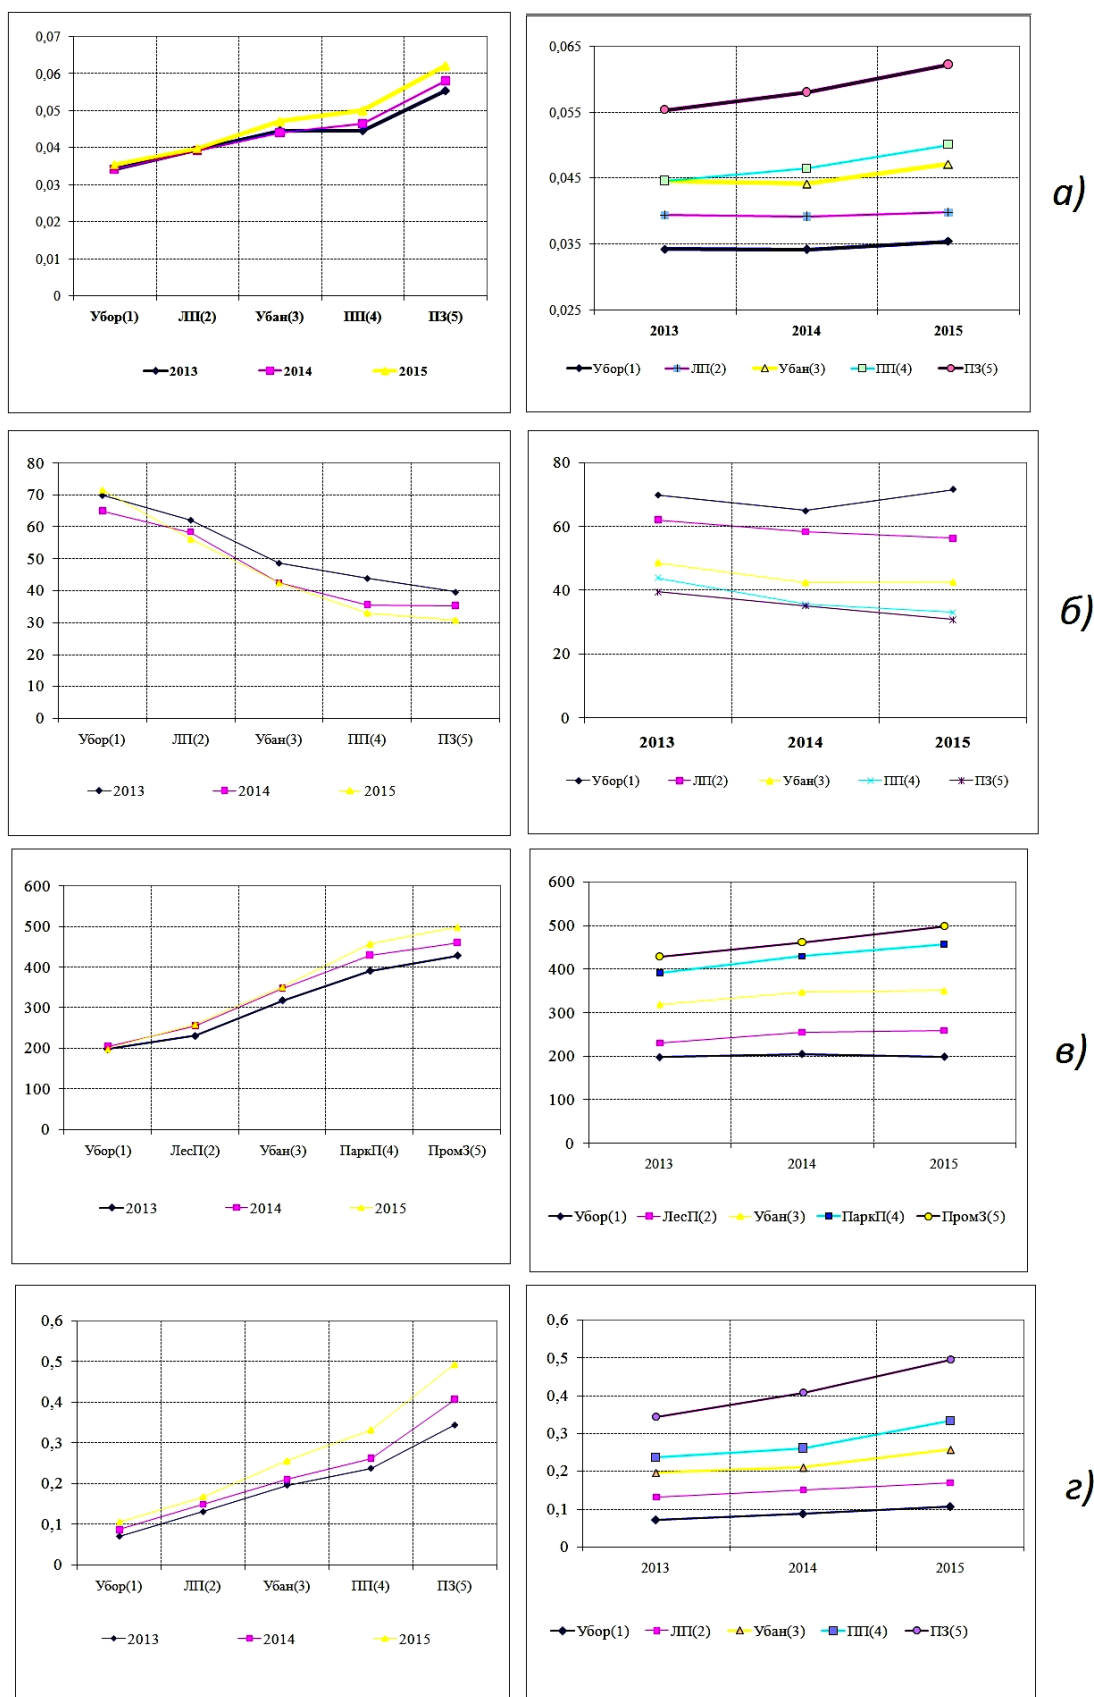 0,07
0,06
0,05
0,04
0,03
0,02
0,01
0
Убор(1) ЛП(2) Убан(3) ПП(4) ПЗ(5)
2013 2014 2015
0,065
0,055
0,045
0,035
0,025
2013 2014 2015
Убор(1) ЛП(2) Убан(3) ПП(4) ПЗ(5)
а)
80
70
60
50
40
30
20
10
0
Убор(1) ЛП(2) Убан(3) ПП(4) ПЗ(5)
2013 2014 2015
80
60
40
20
0
2013 2014 2015
Убор(1) ЛП(2) Убан(3) ПП(4) ПЗ(5)
б)
600
500
400
300
200
100
0
Убор(1) ЛесП(2) Убан(3) ПаркП(4) ПромЗ(5)
2013 2014 2015
600
500
400
300
200
100
0
2013 2014 2015
Убор(1) ЛесП(2) Убан(3) ПаркП(4) ПромЗ(5)
в)
0,6
0,5
0,4
0,3
0,2
0,1
0
Убор(1) ЛП(2) Убан(3) ПП(4) ПЗ(5)
2013 2014 2015
0,6
0,5
0,4
0,3
0,2
0,1
0
2013 2014 2015
Убор(1) ЛП(2) Убан(3) ПП(4) ПЗ(5)
г)